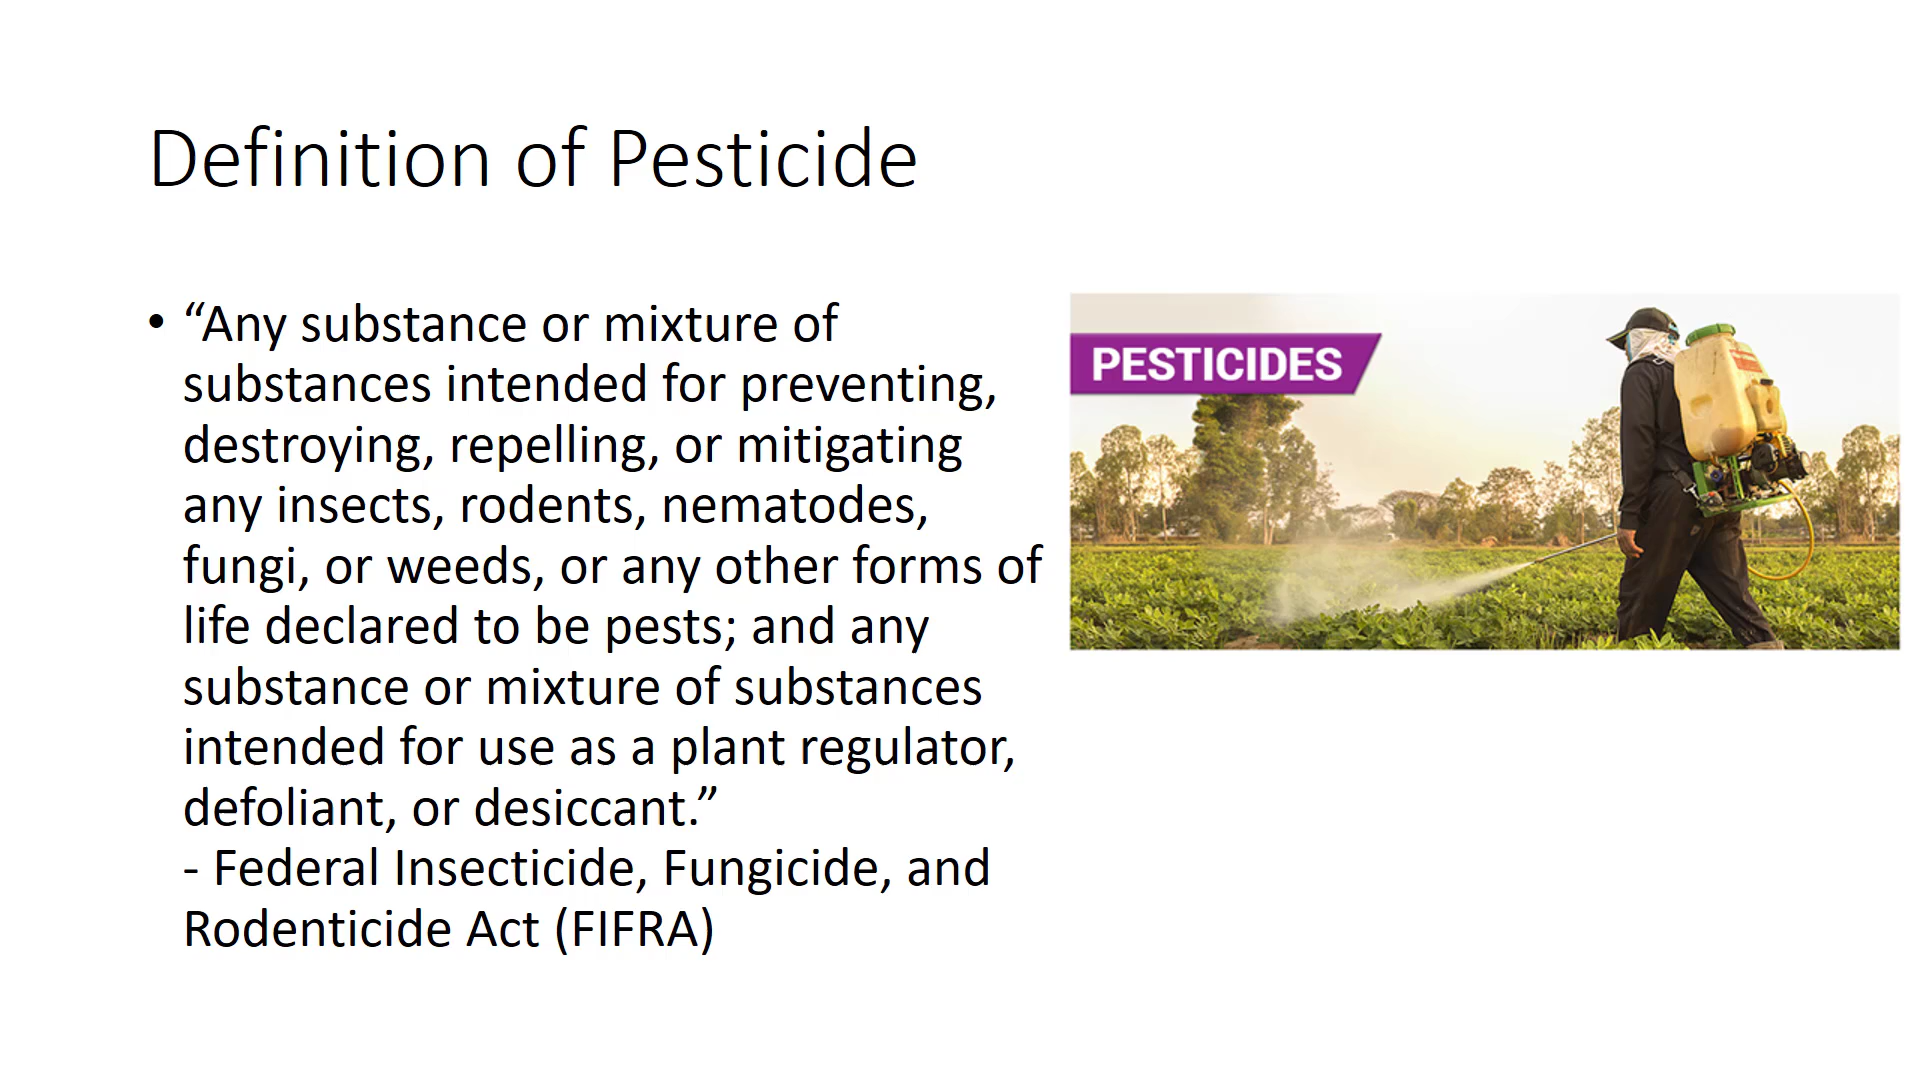 Definition of Pesticide
• “Any substance or mixture of
substances intended for preventing,
destroying, repelling, or mitigating
any insects, rodents, nematodes,
fungi, or weeds, or any other forms of
life declared to be pests; and any
substance or mixture of substances
intended for use as a plant regulator,
defoliant, or desiccant.”
- Federal Insecticide, Fungicide, and
Rodenticide Act (FIFRA)
PESTICIDES